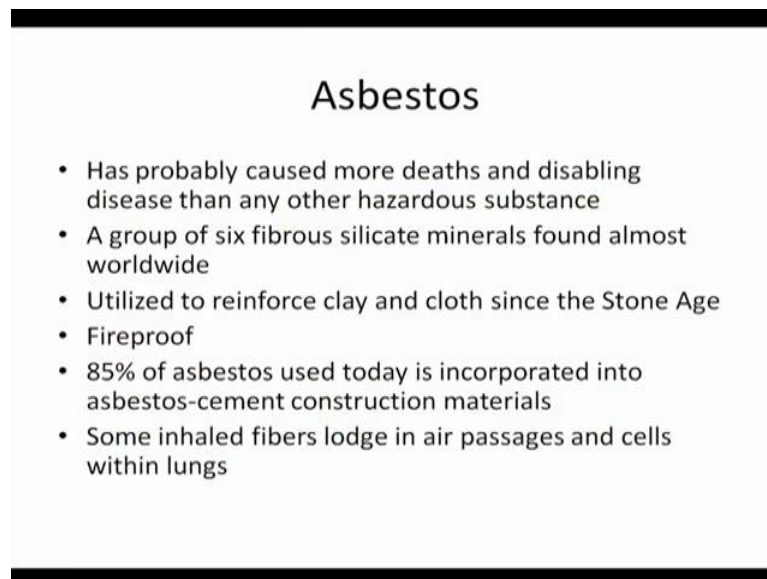 Asbestos
• Has probably caused more deaths and disabling
disease than any other hazardous substance
• A group of six fibrous silicate minerals found almost
worldwide
• Utilized to reinforce clay and cloth since the Stone Age
• Fireproof
• 85% of asbestos used today is incorporated into
asbestos-cement construction materials
• Some inhaled fibers lodge in air passages and cells
within lungs